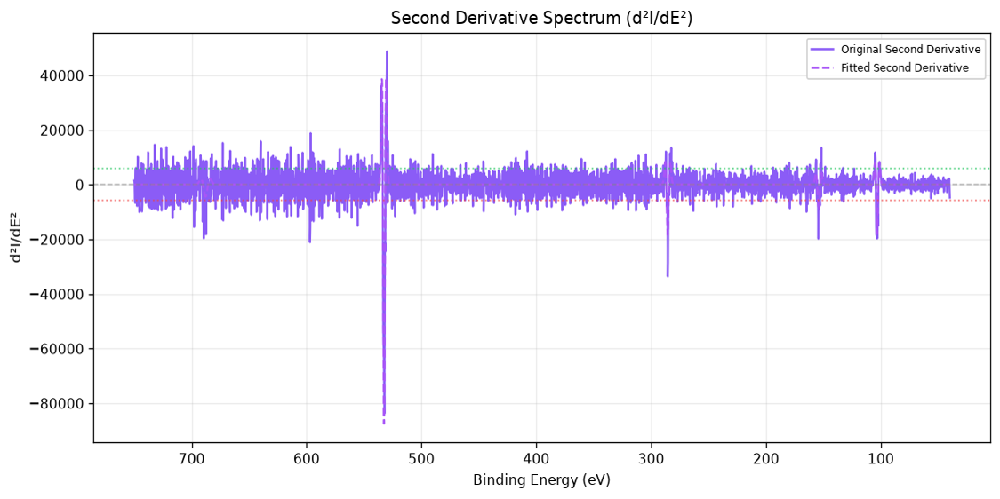 Second Derivative Spectrum (d²I/dE²)
Original Second Derivative
Fitted Second Derivative
d²I/dE²
40000
20000
0
−20000
−40000
−60000
−80000
700 600 500 400 300 200 100
Binding Energy (eV)